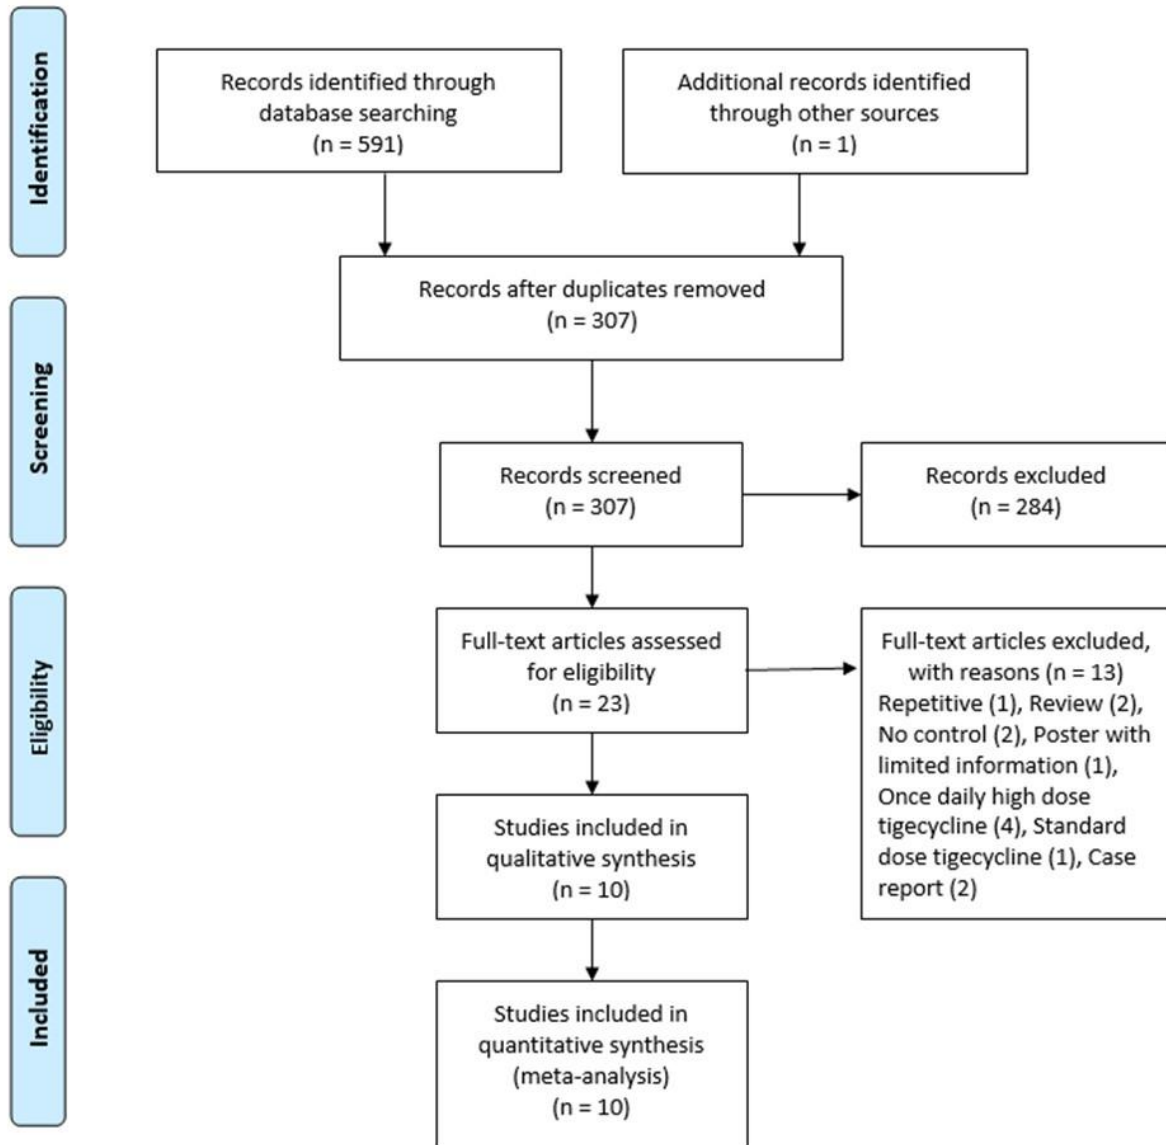 Identification
Records identified through
database searching
(n = 591)
Additional records identified
through other sources
(n = 1)
Records after duplicates removed
(n = 307)
Screening
Records screened
(n = 307)
Records excluded
(n = 284)
Eligibility
Full-text articles assessed
for eligibility
(n = 23)
Full-text articles excluded,
with reasons (n = 13)
Repetitive (1), Review (2),
No control (2), Poster with
limited information (1),
Once daily high dose
tigecycline (4), Standard
dose tigecycline (1), Case
report (2)
Studies included in
qualitative synthesis
(n = 10)
Included
Studies included in
quantitative synthesis
(meta-analysis)
(n = 10)